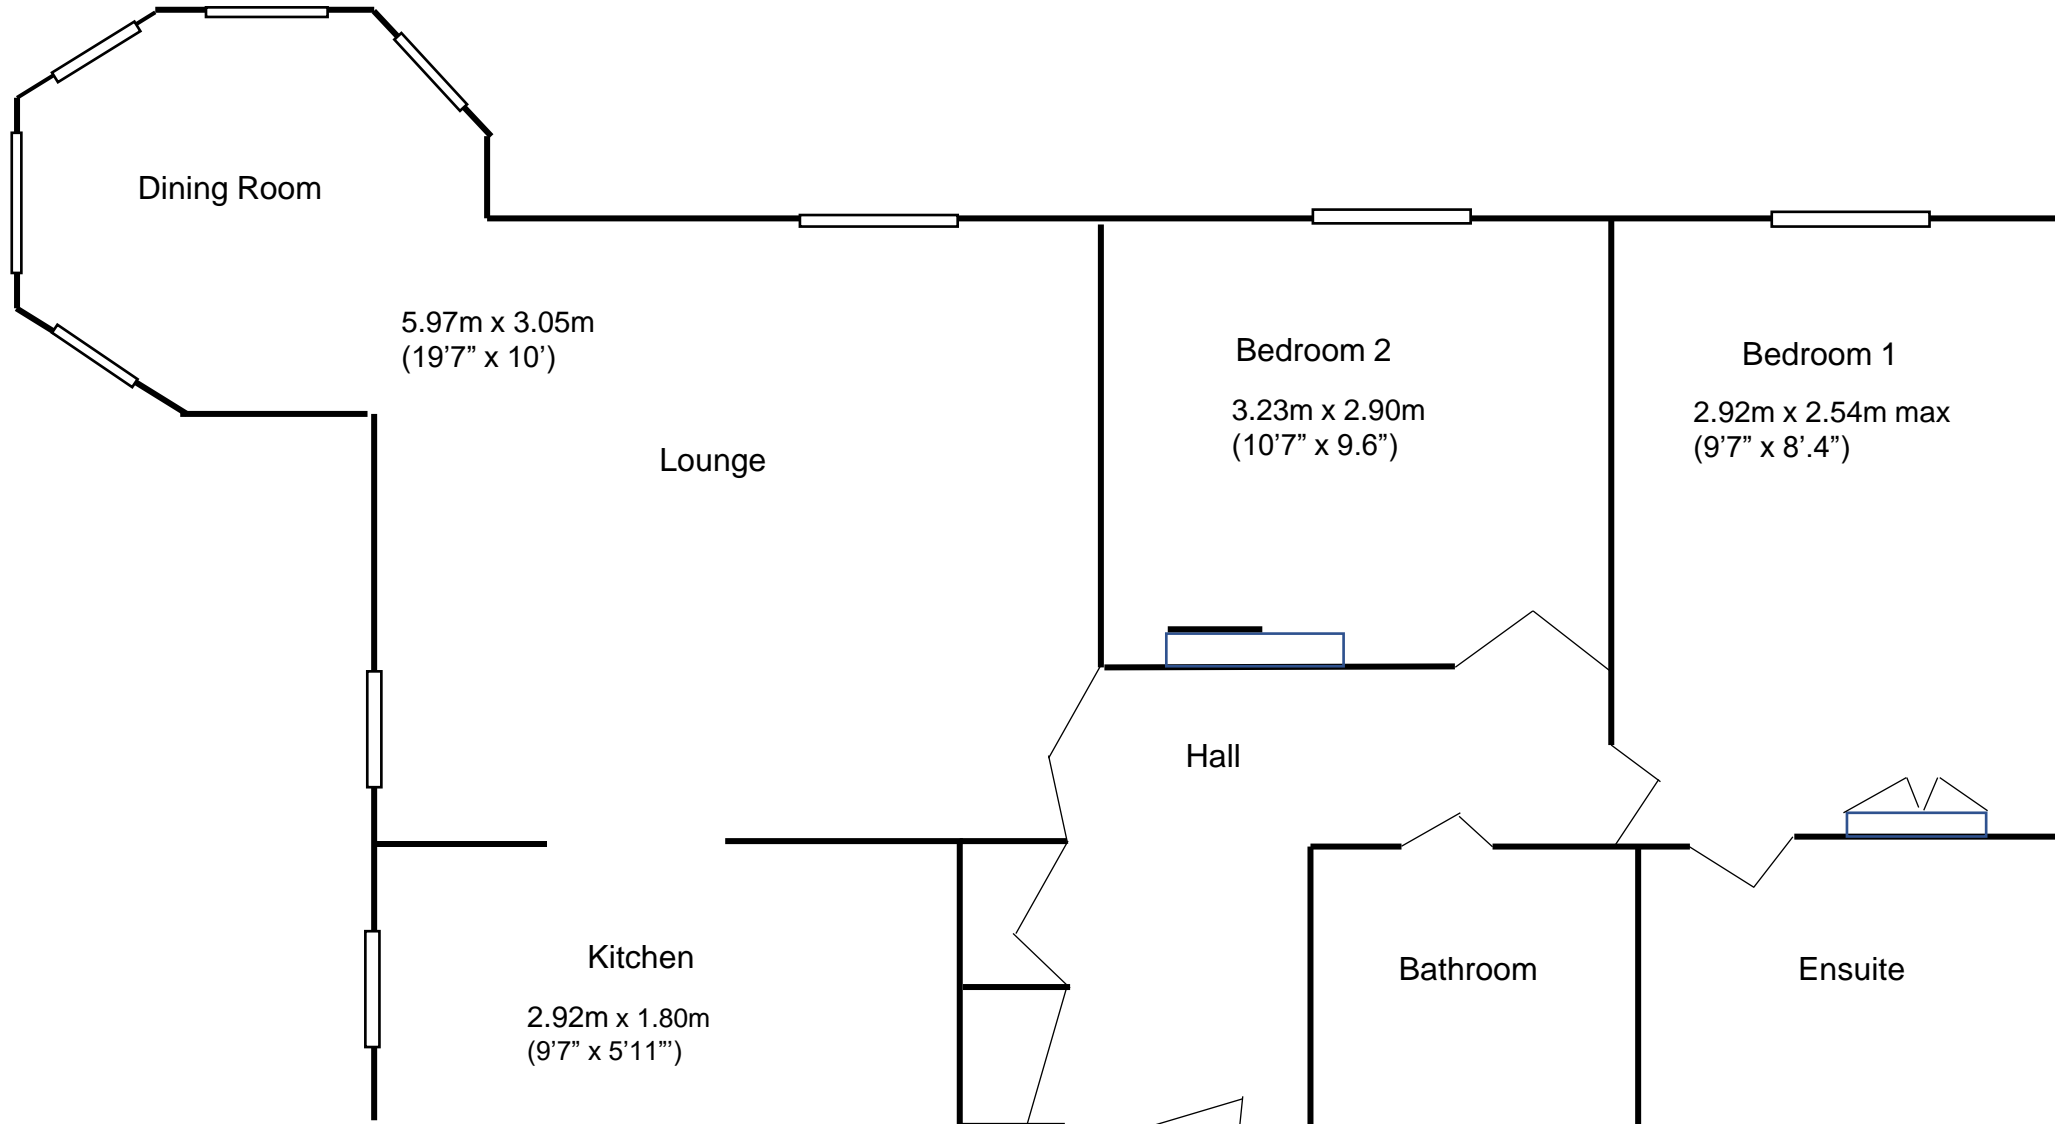 Dining Room
5.97m x 3.05m
(19’7” x 10’)
Lounge
Bedroom 2
3.23m x 2.90m
(10’7” x 9.6”)
Bedroom 1
2.92m x 2.54m max
(9’7” x 8’.4”)
Hall
Kitchen
2.92m x 1.80m
(9’7” x 5’11”’)
Bathroom
Ensuite